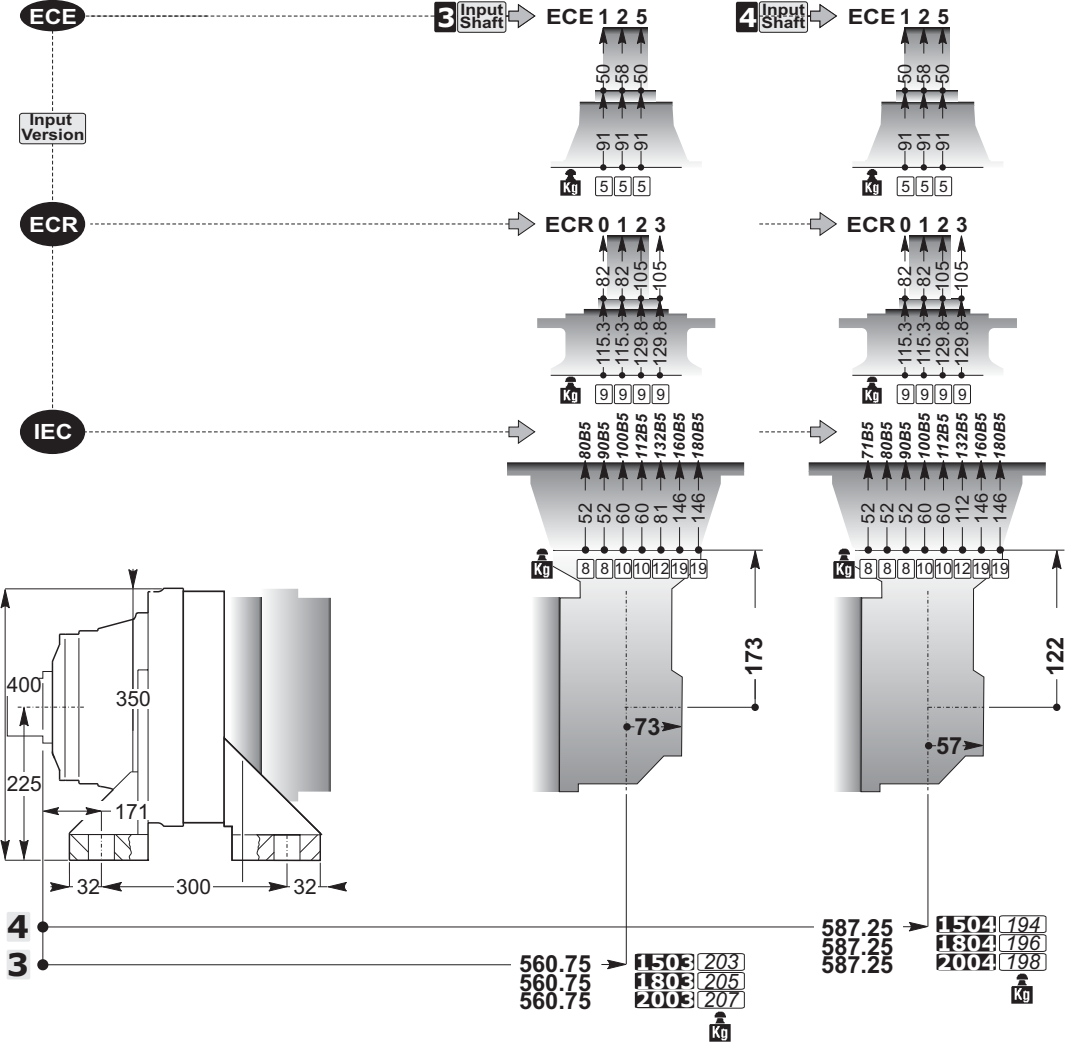 ECE
3 Input Shaft
ECE 1 2 5
4 Input Shaft
ECE 1 2 5
50 58 50
50 58 50
Input
Version
91 91 91
91 91 91
Kg 5 5 5
Kg 5 5 5
ECR
ECR 0 1 2 3
ECR 0 1 2 3
82 82 105 105
82 82 105 105
115.3 115.3 129.8 129.8
115.3 115.3 129.8 129.8
Kg 9 9 9 9
Kg 9 9 9 9
IEC
80B5 90B5 100B5 112B5 132B5 160B5 180B5
71B5 80B5 90B5 100B5 112B5 132B5 160B5 180B5
52 52 60 60 81 146 146
52 52 52 60 60 112 146 146
Kg 8 8 10 10 12 19 19
Kg 8 8 8 10 10 12 19 19
173
122
400
350
73
57
225
171
32 300 32
4
587.25 1504 194
587.25 1804 196
587.25 2004 198
Kg
3
560.75 1503 203
560.75 1803 205
560.75 2003 207
Kg